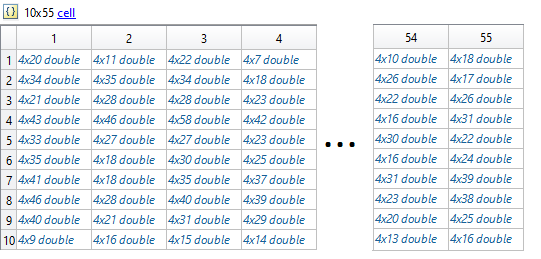 {} 10x55 cell
1 2 3 4 54 55
1 4x20 double 4x11 double 4x22 double 4x7 double 4x10 double 4x18 double
2 4x34 double 4x35 double 4x34 double 4x18 double 4x26 double 4x17 double
3 4x21 double 4x28 double 4x28 double 4x23 double 4x22 double 4x26 double
4 4x43 double 4x46 double 4x58 double 4x42 double 4x16 double 4x31 double
5 4x33 double 4x27 double 4x27 double 4x23 double ... 4x30 double 4x22 double
6 4x35 double 4x18 double 4x30 double 4x25 double 4x16 double 4x24 double
7 4x41 double 4x18 double 4x35 double 4x37 double 4x31 double 4x39 double
8 4x46 double 4x28 double 4x40 double 4x39 double 4x23 double 4x38 double
9 4x40 double 4x21 double 4x31 double 4x29 double 4x20 double 4x25 double
10 4x9 double 4x16 double 4x15 double 4x14 double 4x13 double 4x16 double